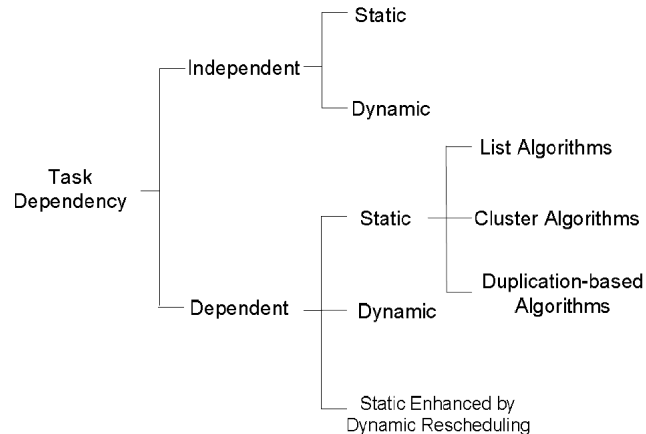 Static
Independent
Dynamic
List Algorithms
Task
Dependency
Static
Cluster Algorithms
Duplication-based
Algorithms
Dependent
Dynamic
Static Enhanced by
Dynamic Rescheduling